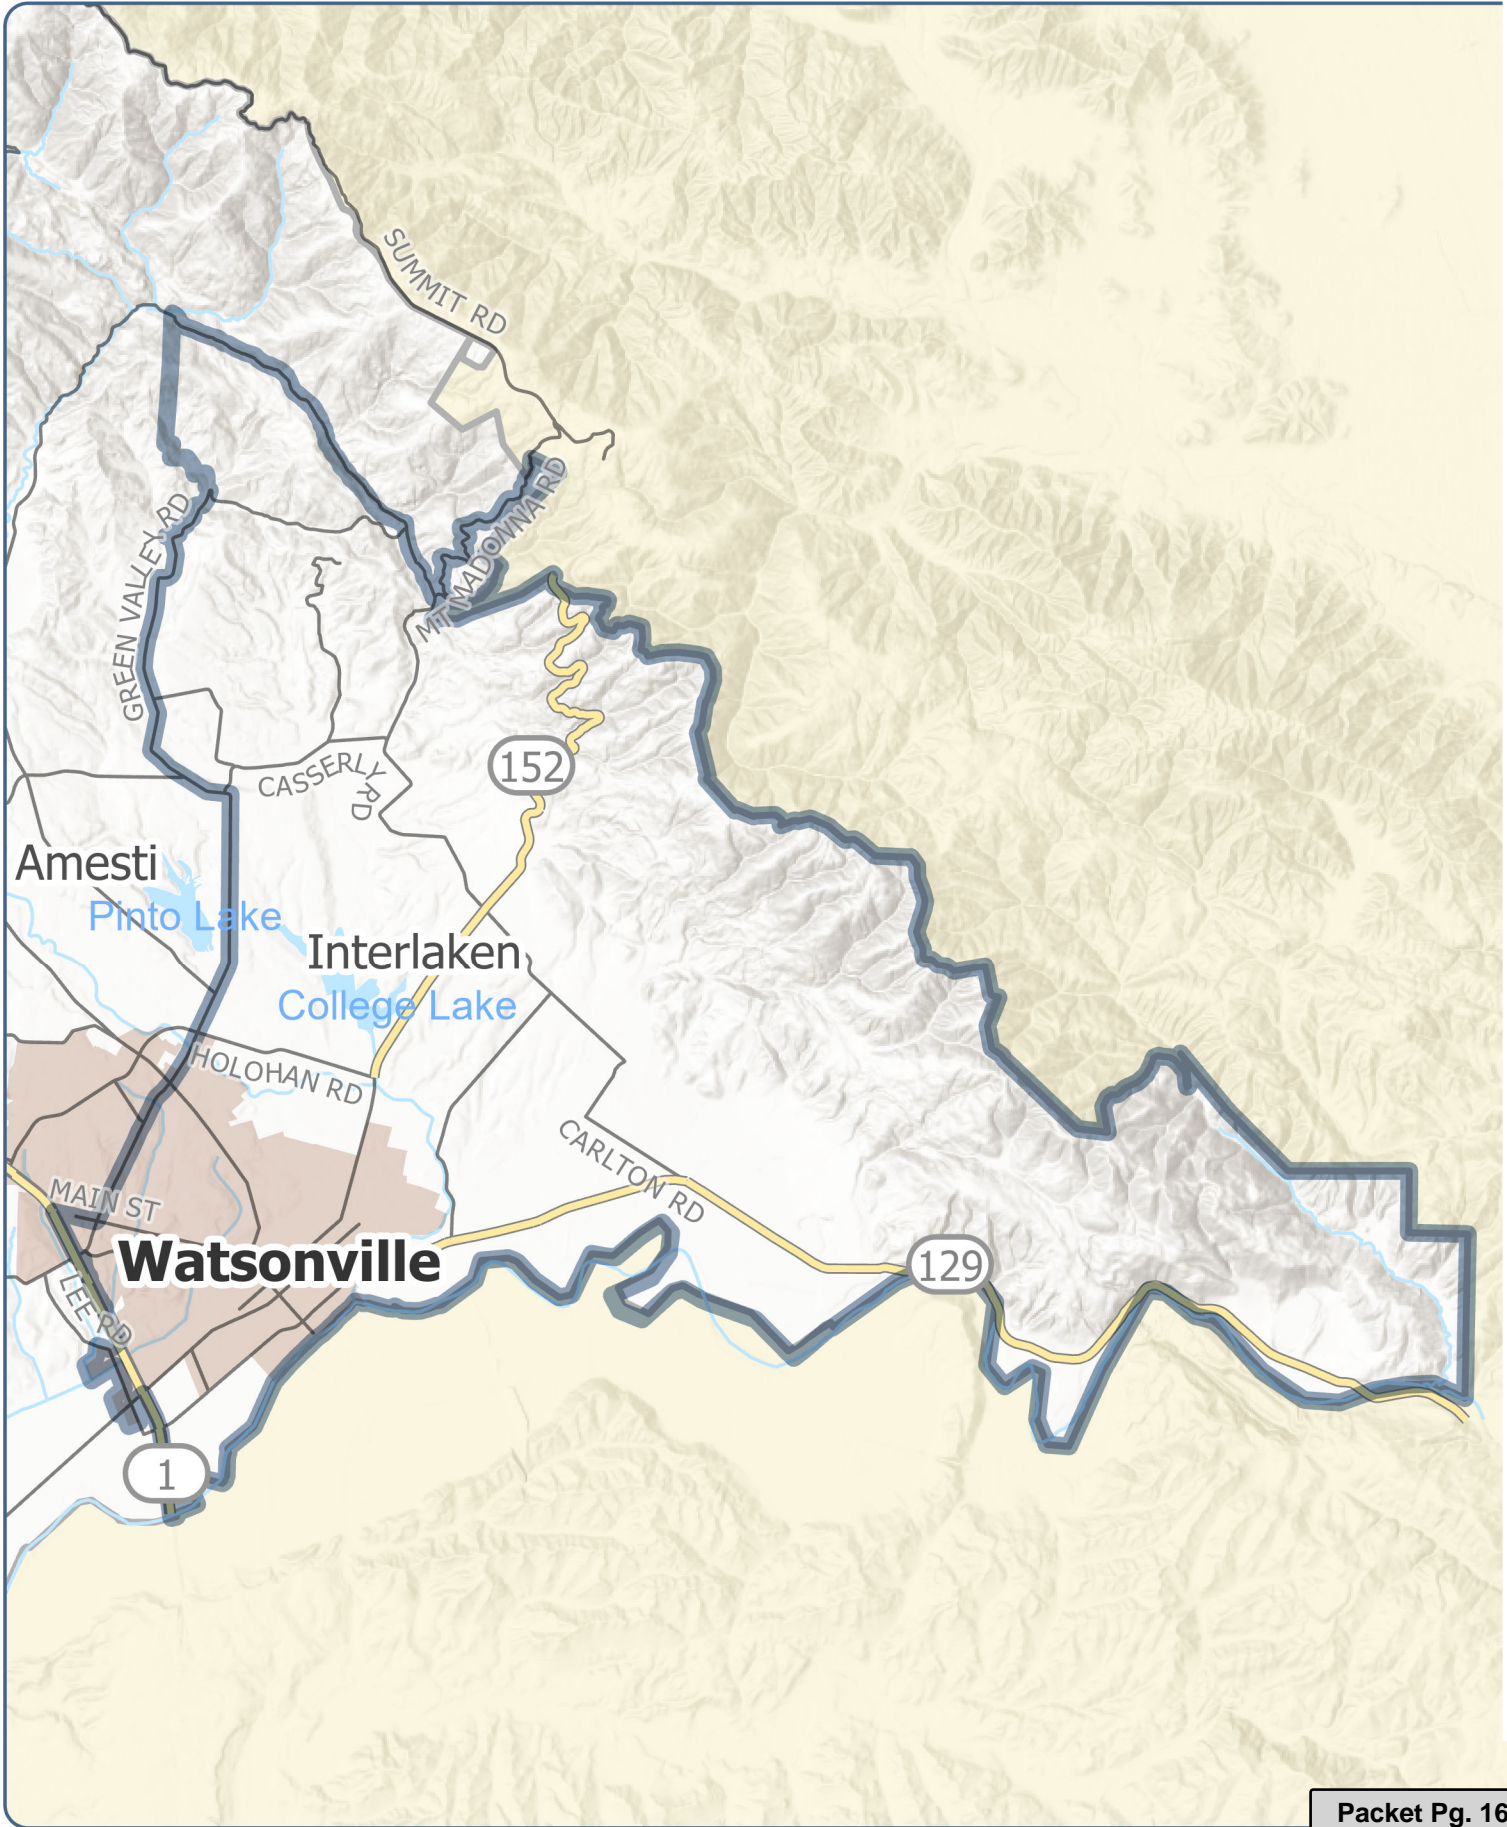 SUMMIT RD
MT MADONNA RD
GREEN VALLEY RD
152
CASSERLY RD
Amesti
Pinto Lake
Interlaken
College Lake
HOLOHAN RD
CARLTON RD
MAIN ST
Watsonville
129
LEE RD
1
Packet Pg. 16